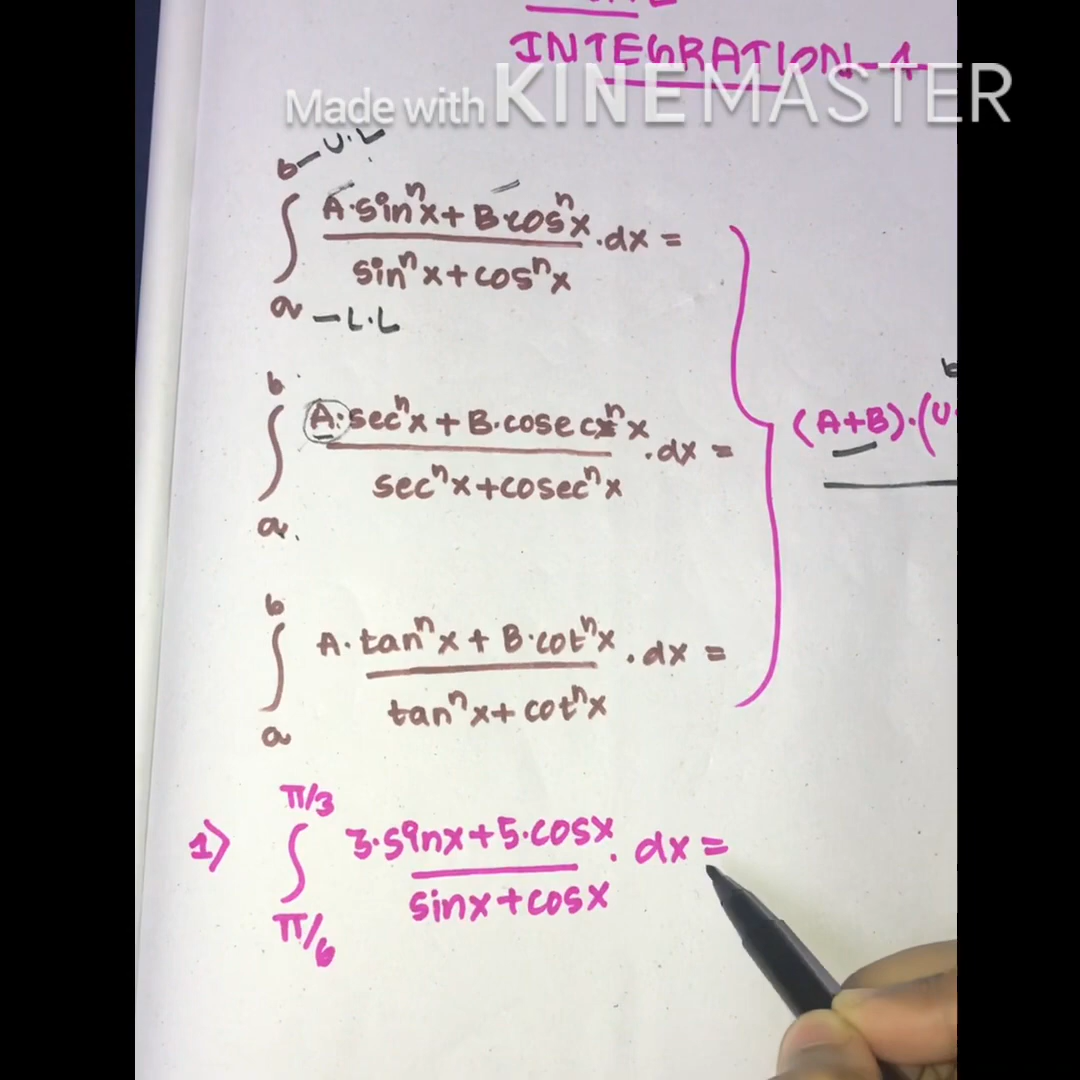 INTEGRATION-1
Made with KINEMASTER
b-U.L
∫ A·sinⁿx + B·cosⁿx .dx =
sinⁿx + cosⁿx
a -L.L
b
∫ A·secⁿx + B·cosecⁿx .dx =
secⁿx+cosecⁿx
a.
(A+B)·(U·
b
∫ A·tanⁿx + B·cotⁿx .dx =
tanⁿx + cotⁿx
a
π/3
1) ∫ 3·sinx+5·cosx . dx =
sinx+cosx
π/6